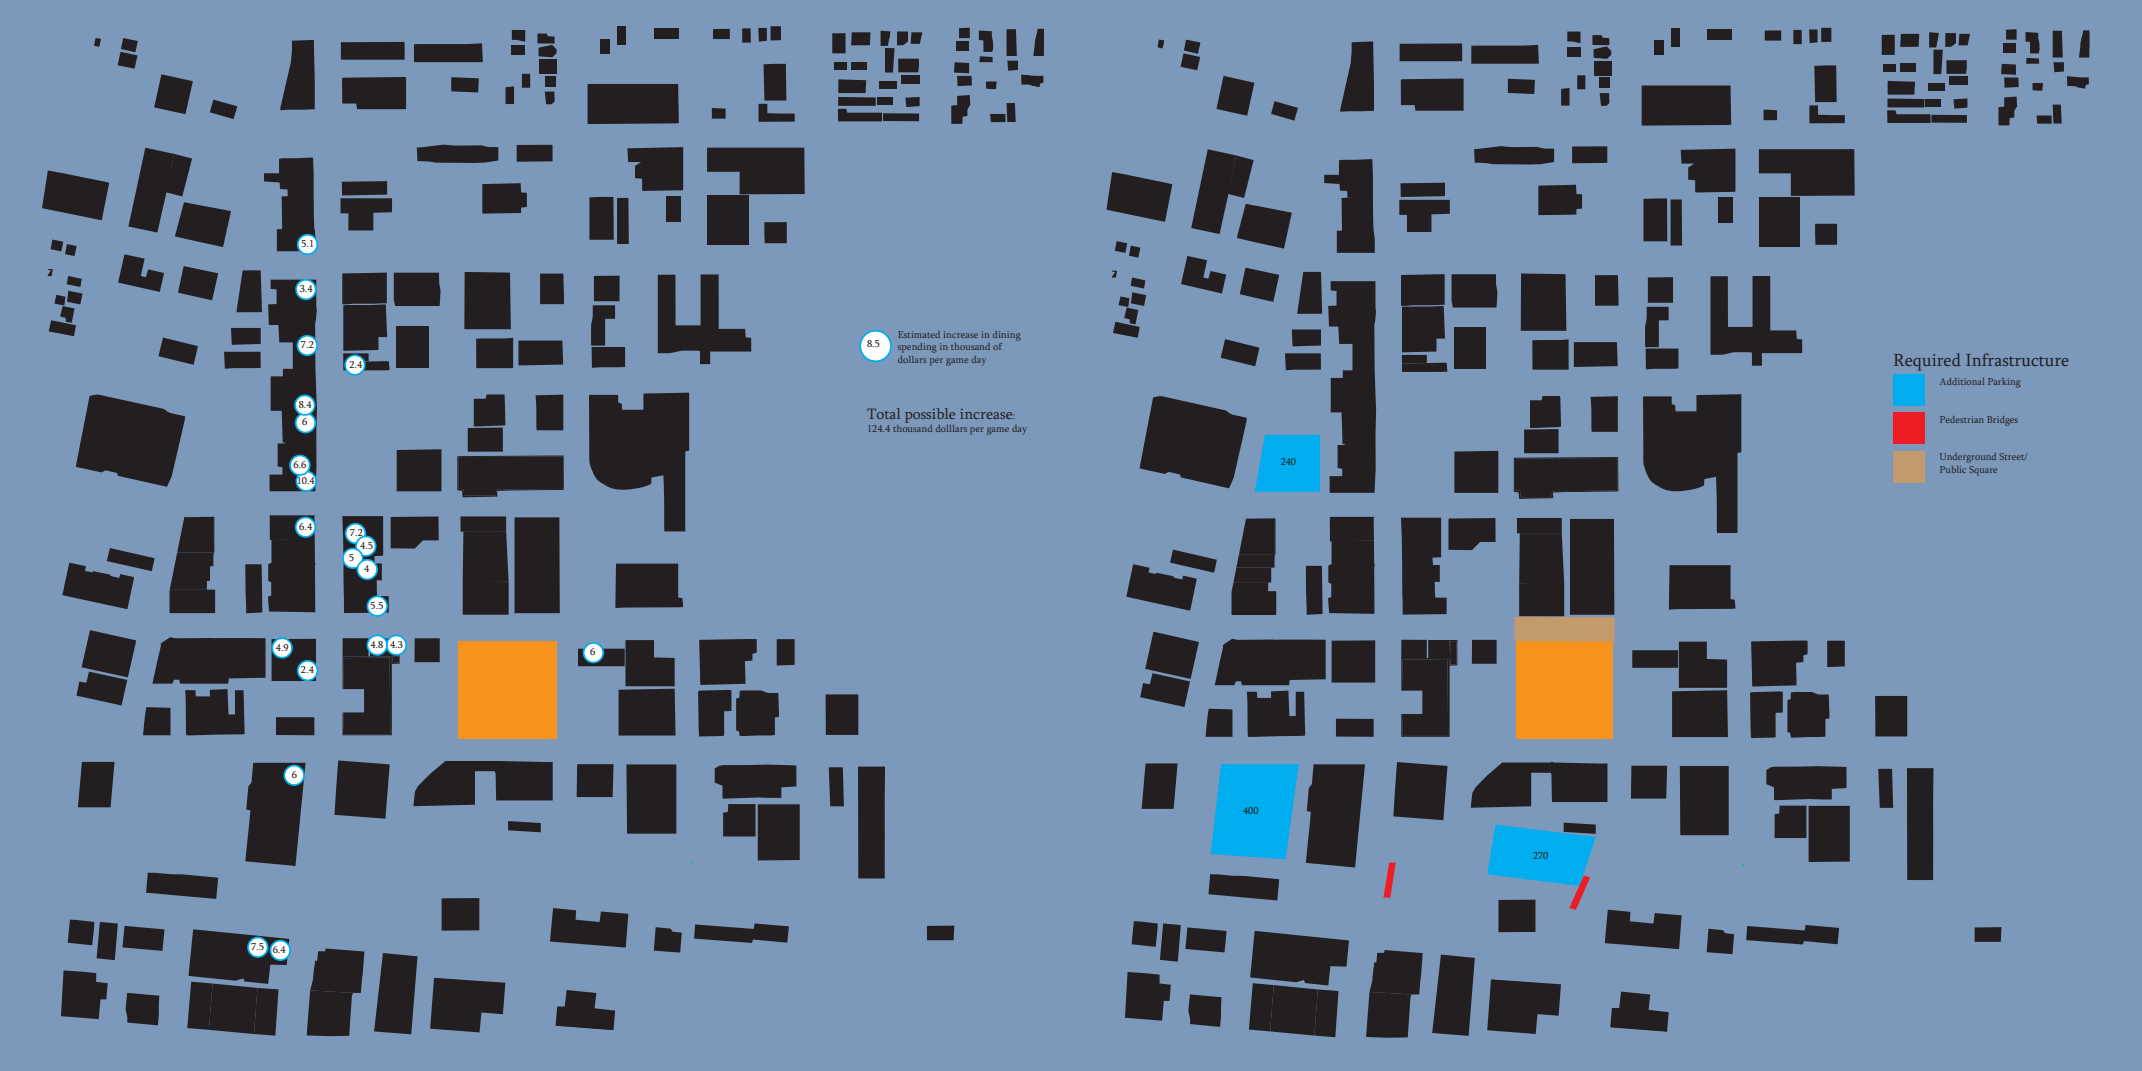 5.1
3.4
7.2
2.4
8.4
6
6.6
10.4
6.4
7.2
4.5
5
4
5.5
4.9
2.4
4.8
4.3
6
6
7.5
6.4
8.5
Estimated increase in dining
spending in thousand of
dollars per game day
Total possible increase:
124.4 thousand dolllars per game day
240
400
270
Required Infrastructure
Additional Parking
Pedestrian Bridges
Underground Street/
Public Square